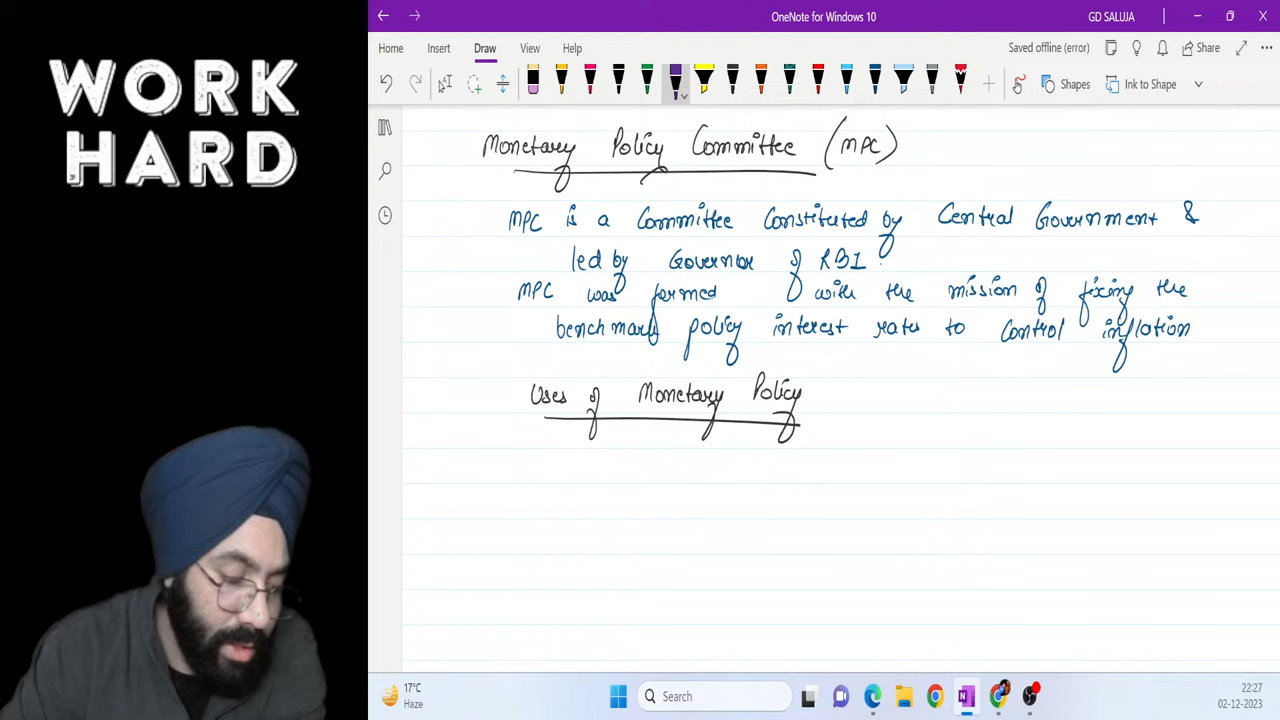 WORK
HARD
OneNote for Windows 10
GD SALUJA
Home Insert Draw View Help
Saved offline (error)
Share
Shapes
Ink to Shape
Monetary Policy Committee (MPC)
MPC is a Committee Constituted by Central Government &
led by Governor of RBI.
MPC was formed with the mission of fixing the
benchmark policy interest rates to Control inflation
Uses of Monetary Policy
17°C
Haze
Search
22:27
02-12-2023